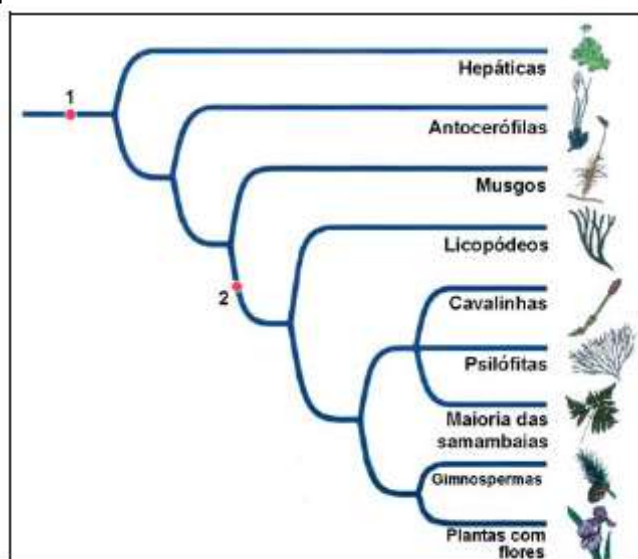 1
Hepáticas
Antocerófilas
Musgos
Licopódeos
2
Cavalinhas
Psilófitas
Maioria das
samambaias
Gimnospermas
Plantas com
flores